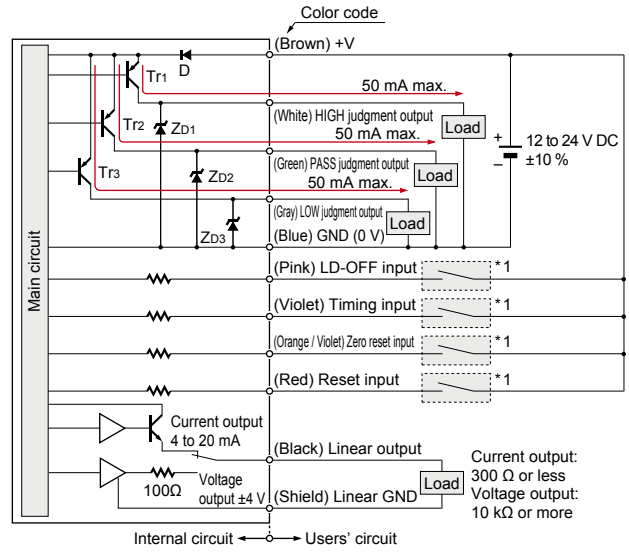 Color code
(Brown) +V
D
Tr1
50 mA max.
(White) HIGH judgment output
Load
Tr2
ZD1
50 mA max.
+
12 to 24 V DC
±10 %
−
(Green) PASS judgment output
Load
Tr3
ZD2
50 mA max.
(Gray) LOW judgment output
Load
ZD3
(Blue) GND (0 V)
Main circuit
(Pink) LD-OFF input
*1
(Violet) Timing input
*1
(Orange / Violet) Zero reset input
*1
(Red) Reset input
*1
Current output
4 to 20 mA
(Black) Linear output
Current output:
300 Ω or less
Voltage output:
10 kΩ or more
Load
100Ω
Voltage
output ±4 V
(Shield) Linear GND
Internal circuit
Users' circuit